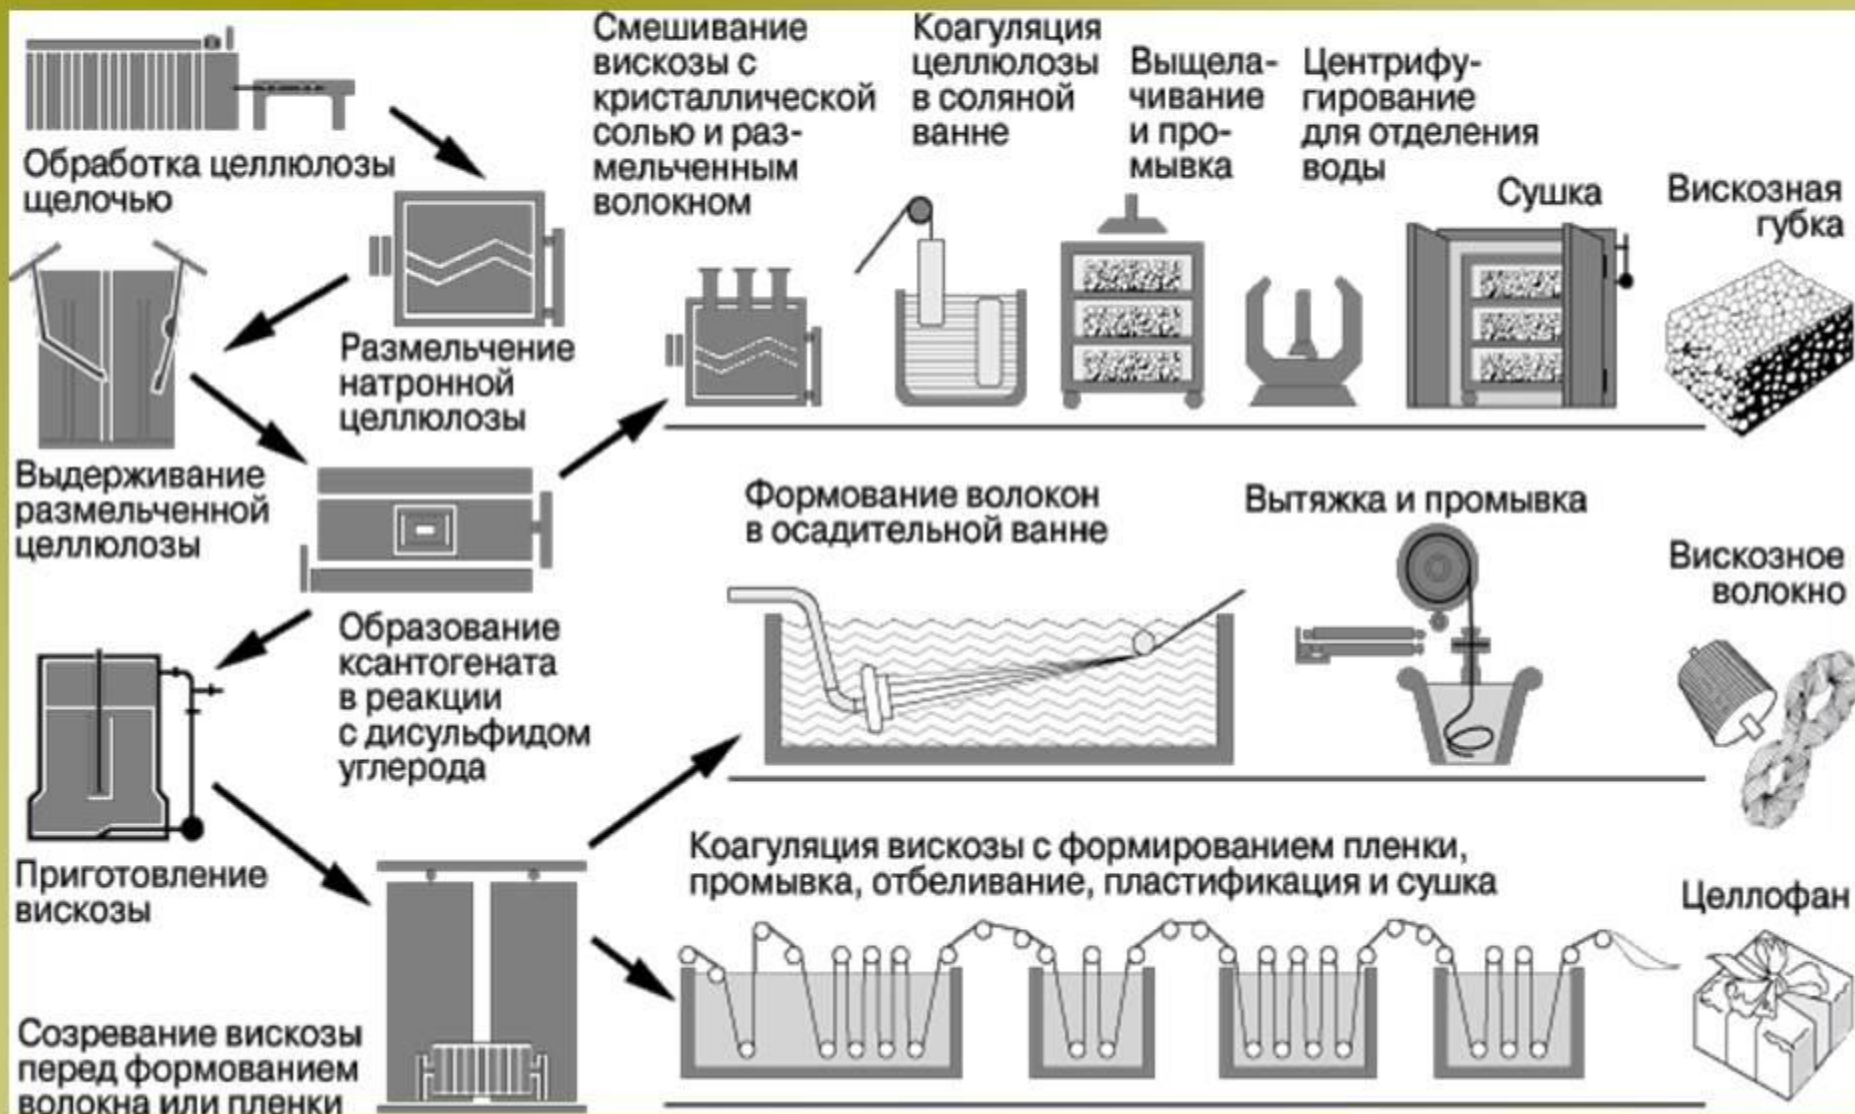 Обработка целлюлозы
щелочью
Размельчение
натронной
целлюлозы
Выдерживание
размельченной
целлюлозы
Образование
ксантогената
в реакции
с дисульфидом
углерода
Приготовление
вискозы
Созревание вискозы
перед формованием
волокна или пленки
Смешивание
вискозы с
кристаллической
солью и раз-
мельченным
волокном
Коагуляция
целлюлозы
в соляной
ванне
Выщела-
чивание
и про-
мывка
Центрифу-
гирование
для отделения
воды
Сушка
Вискозная
губка
Формование волокон
в осадительной ванне
Вытяжка и промывка
Вискозное
волокно
Коагуляция вискозы с формированием пленки,
промывка, отбеливание, пластификация и сушка
Целлофан